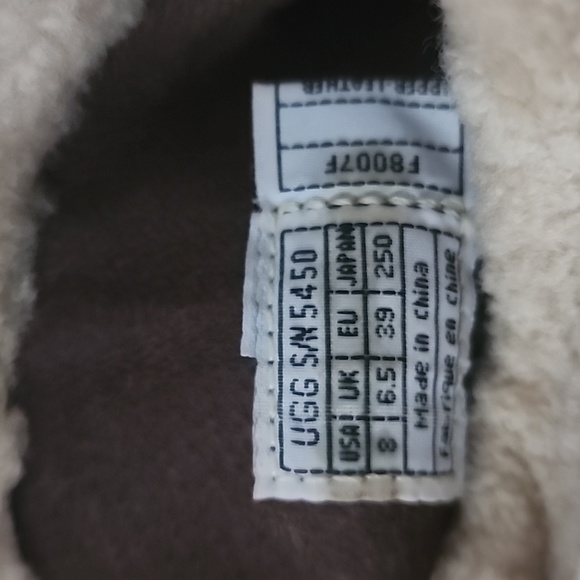 UPPER-LEATHER
F8007F
UGG S/N 5450
USA UK EU JAPAN
8 6.5 39 250
Made in China
en Chine